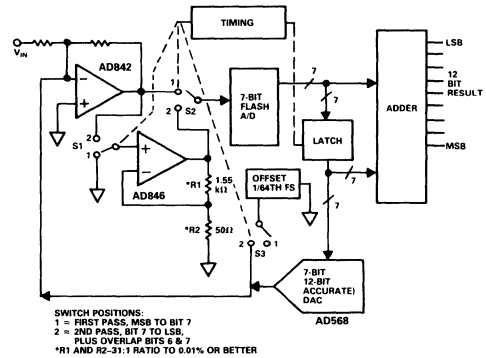 TIMING
LSB
V_IN
AD842
1
S2
2
7-BIT
FLASH
A/D
7
7
ADDER
12
BIT
RESULT
LATCH
MSB
2
S1
1
AD846
*R1
1.55
kΩ
*R2
50Ω
OFFSET
1/64TH FS
7
7
2
1
S3
7-BIT
12-BIT
ACCURATE)
DAC
AD568
SWITCH POSITIONS:
1 = FIRST PASS, MSB TO BIT 7
2 = 2ND PASS, BIT 7 TO LSB,
PLUS OVERLAP BITS 6 & 7
*R1 AND R2–31:1 RATIO TO 0.01% OR BETTER